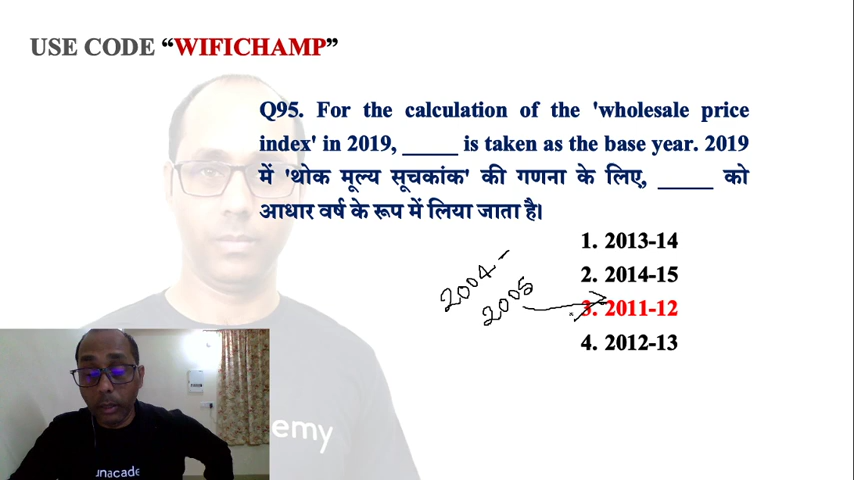 USE CODE “WIFICHAMP”
Q95. For the calculation of the 'wholesale price
index' in 2019, _____ is taken as the base year. 2019
में 'थोक मूल्य सूचकांक' की गणना के लिए, _____ को
आधार वर्ष के रूप में लिया जाता है।
1. 2013-14
2. 2014-15
3. 2011-12
4. 2012-13
2004-
2005
emy
unacade